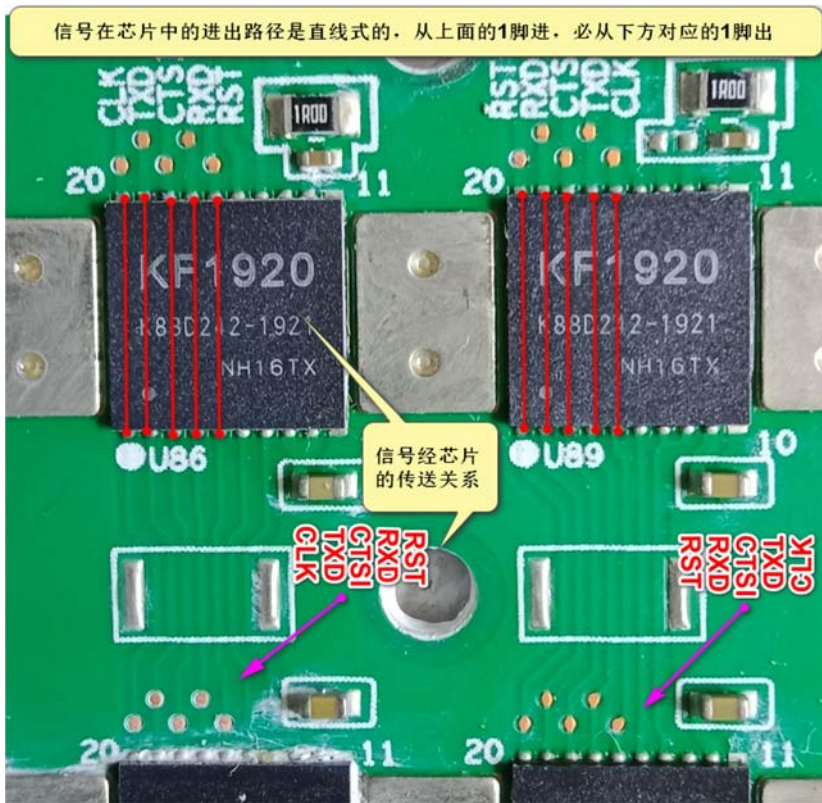 信号在芯片中的进出路径是直线式的，从上面的1脚进，必从下方对应的1脚出
CLK
TXD
CTS
RXD
RST
1R00
RST
RXD
CTS
TXD
CLK
1R00
20
11
20
11
KF1920
K88D242-1921
NH16TX
KF1920
K88D242-1921
NH16TX
U86
信号经芯片
的传送关系
U89
10
CLK
TXD
CTSI
RXD
RST
RST
RXD
CTSI
TXD
CLK
20
11
20
11